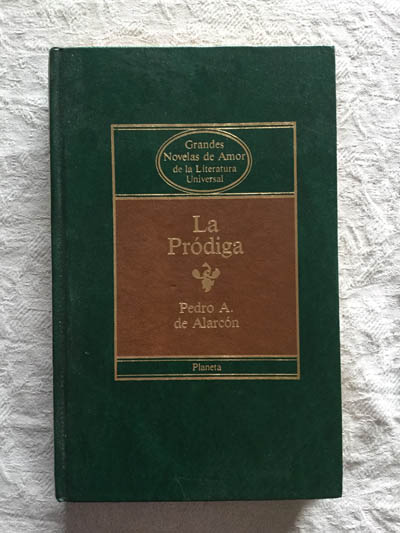 Grandes
Novelas de Amor
de la Literatura
Universal
La
Pródiga
Pedro A.
de Alarcón
Planeta